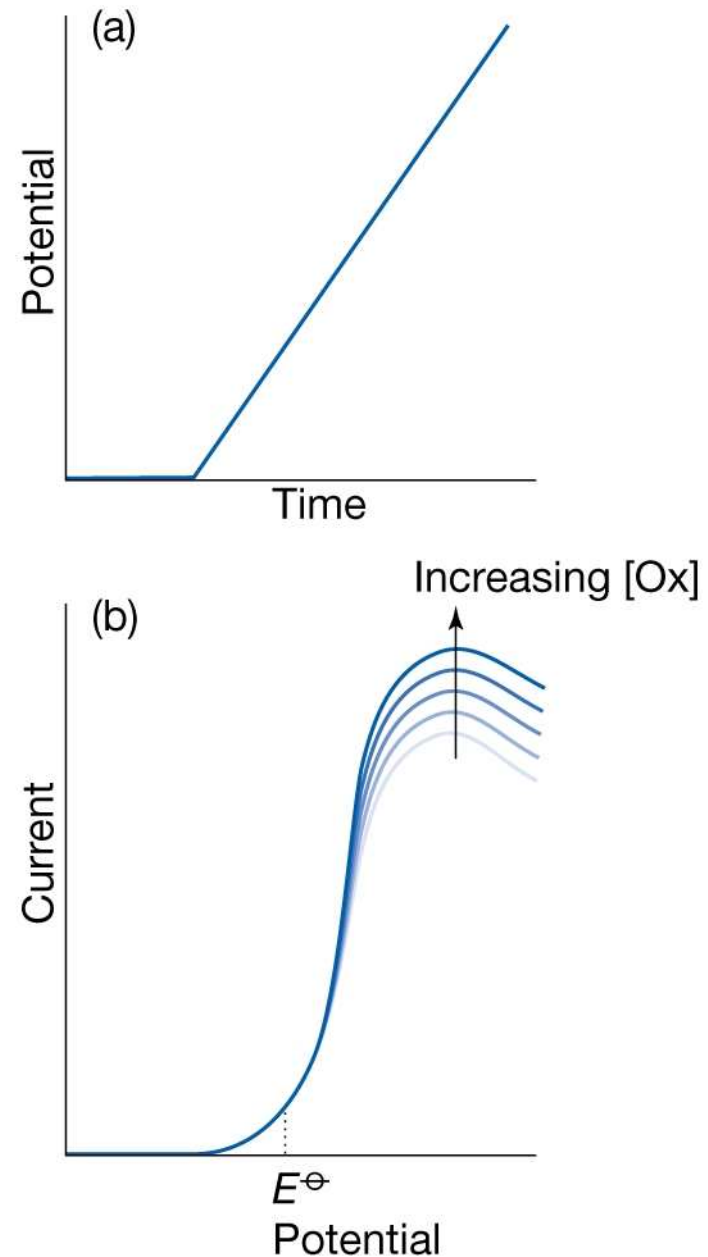 (a)
Potential
Time
Increasing [Ox]
(b)
Current
E⦵
Potential